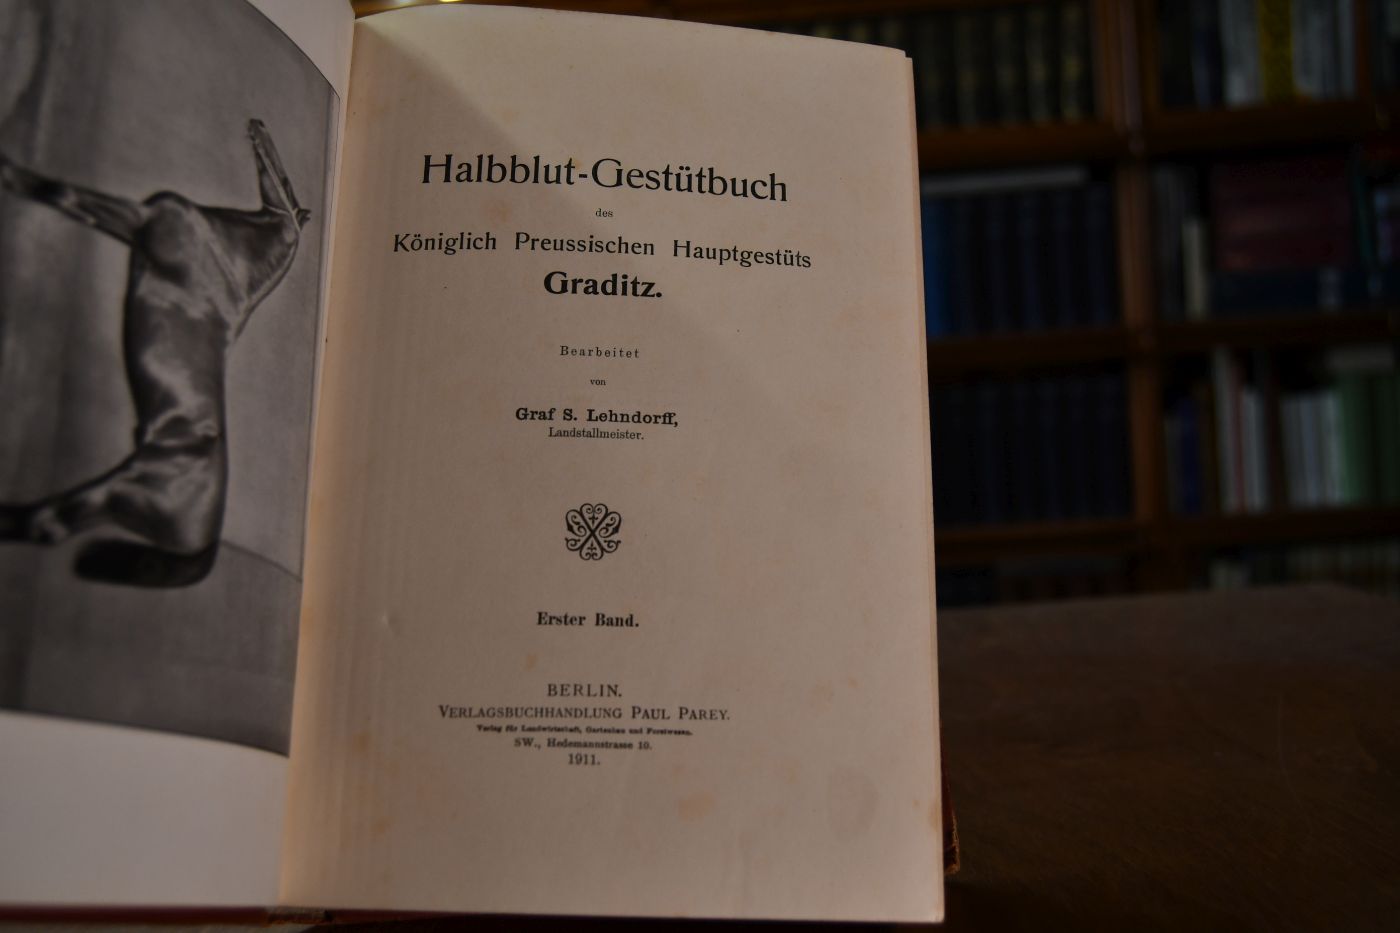 Halbblut-Gestütbuch
des
Königlich Preussischen Hauptgestüts
Graditz.
Bearbeitet
von
Graf S. Lehndorff,
Landstallmeister.
Erster Band.
BERLIN.
VERLAGSBUCHHANDLUNG PAUL PAREY.
Verlag für Landwirtschaft, Gartenbau und Forstwesen.
SW., Hedemannstrasse 10.
1911.